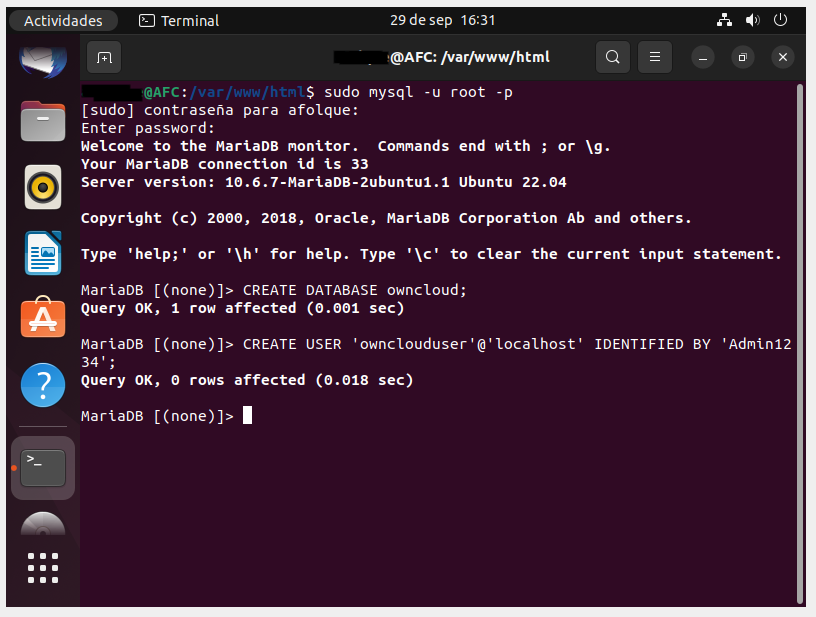 Actividades
Terminal
29 de sep 16:31
@AFC: /var/www/html
@AFC:/var/www/html$ sudo mysql -u root -p
[sudo] contraseña para afolque:
Enter password:
Welcome to the MariaDB monitor.  Commands end with ; or \g.
Your MariaDB connection id is 33
Server version: 10.6.7-MariaDB-2ubuntu1.1 Ubuntu 22.04
Copyright (c) 2000, 2018, Oracle, MariaDB Corporation Ab and others.
Type 'help;' or '\h' for help. Type '\c' to clear the current input statement.
MariaDB [(none)]> CREATE DATABASE owncloud;
Query OK, 1 row affected (0.001 sec)
MariaDB [(none)]> CREATE USER 'ownclouduser'@'localhost' IDENTIFIED BY 'Admin12
34';
Query OK, 0 rows affected (0.018 sec)
MariaDB [(none)]>